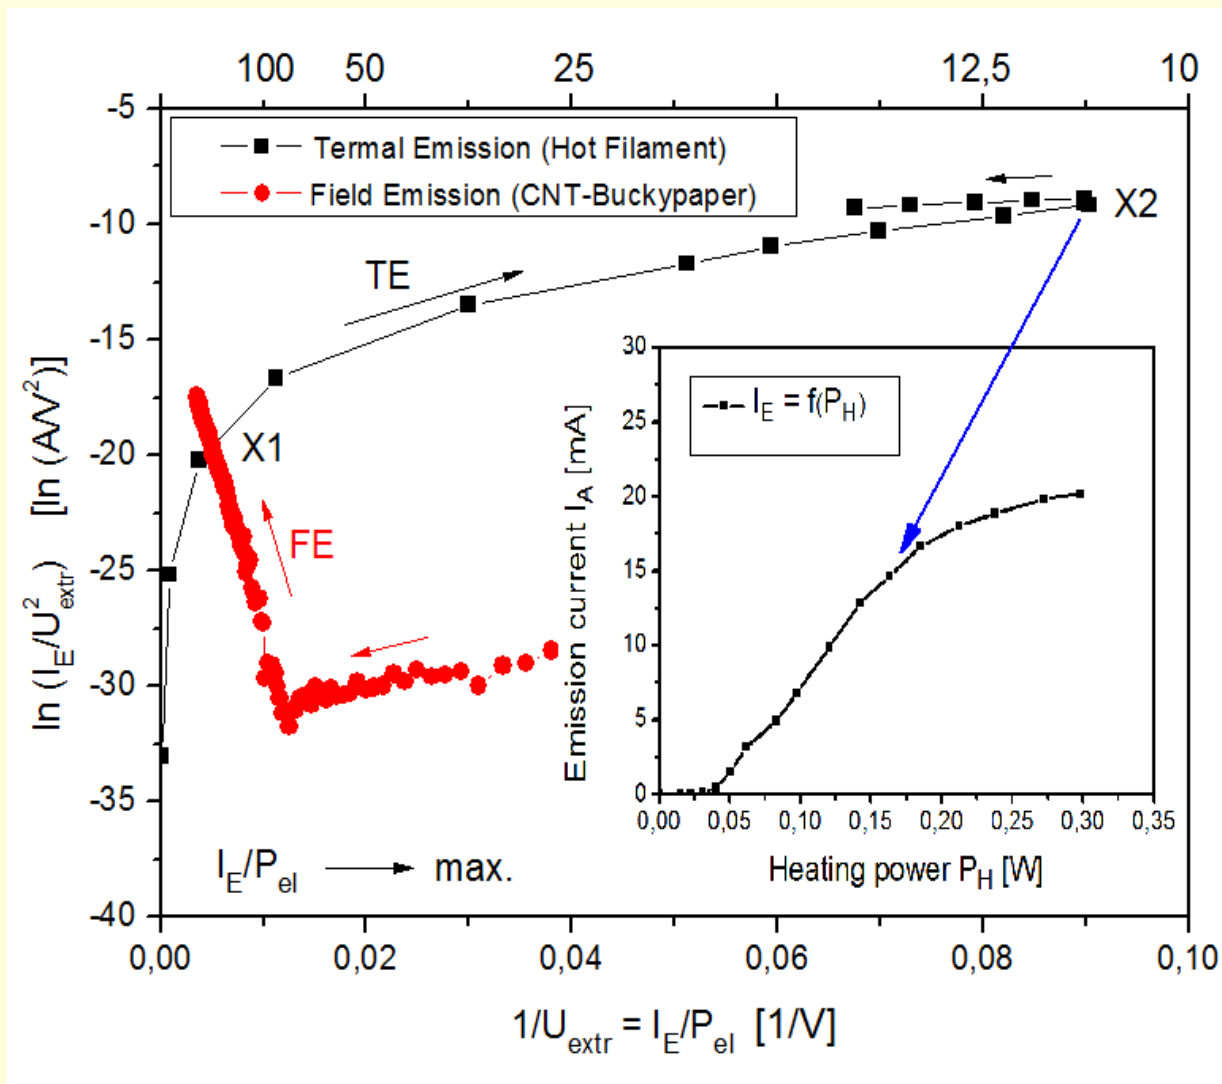 100 50 25 12,5 10
-5
-10
-15
-20
-25
-30
-35
-40
Termal Emission (Hot Filament)
Field Emission (CNT-Buckypaper)
X2
TE
X1
FE
ln (I_E/U²_extr) [ln (A/V²)]
I_E/P_el max.
0,00 0,02 0,04 0,06 0,08 0,10
1/U_extr = I_E/P_el [1/V]
30
25
20
15
10
5
0
I_E = f(P_H)
Emission current I_A [mA]
0,00 0,05 0,10 0,15 0,20 0,25 0,30 0,35
Heating power P_H [W]